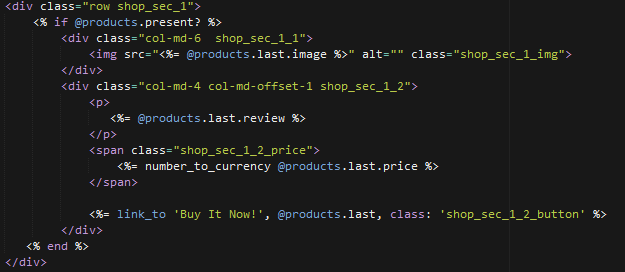 <div class="row shop_sec_1">
    <% if @products.present? %>
        <div class="col-md-6  shop_sec_1_1">
            <img src="<%= @products.last.image %>" alt="" class="shop_sec_1_img">
        </div>
        <div class="col-md-4 col-md-offset-1 shop_sec_1_2">
            <p>
               <%= @products.last.review %>
            </p>
            <span class="shop_sec_1_2_price">
                <%= number_to_currency @products.last.price %>
            </span>

            <%= link_to 'Buy It Now!', @products.last, class: 'shop_sec_1_2_button' %>
        </div>
   <% end %>
</div>